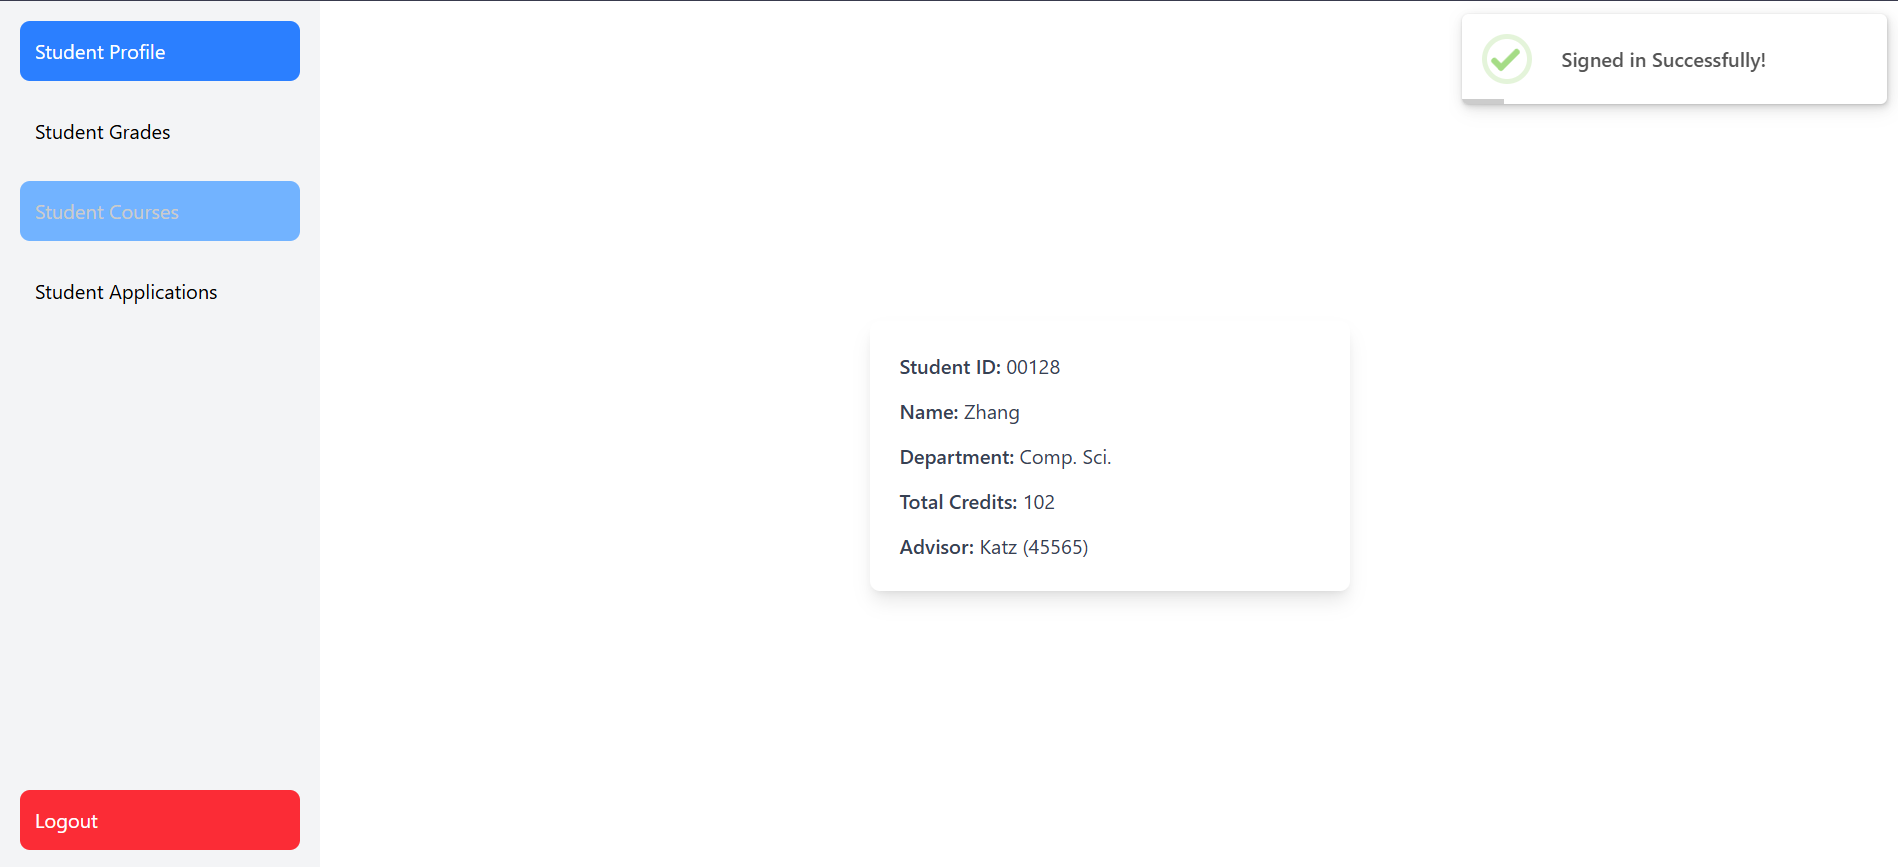 Student Profile
Student Grades
Student Courses
Student Applications
Logout
Signed in Successfully!
Student ID: 00128
Name: Zhang
Department: Comp. Sci.
Total Credits: 102
Advisor: Katz (45565)